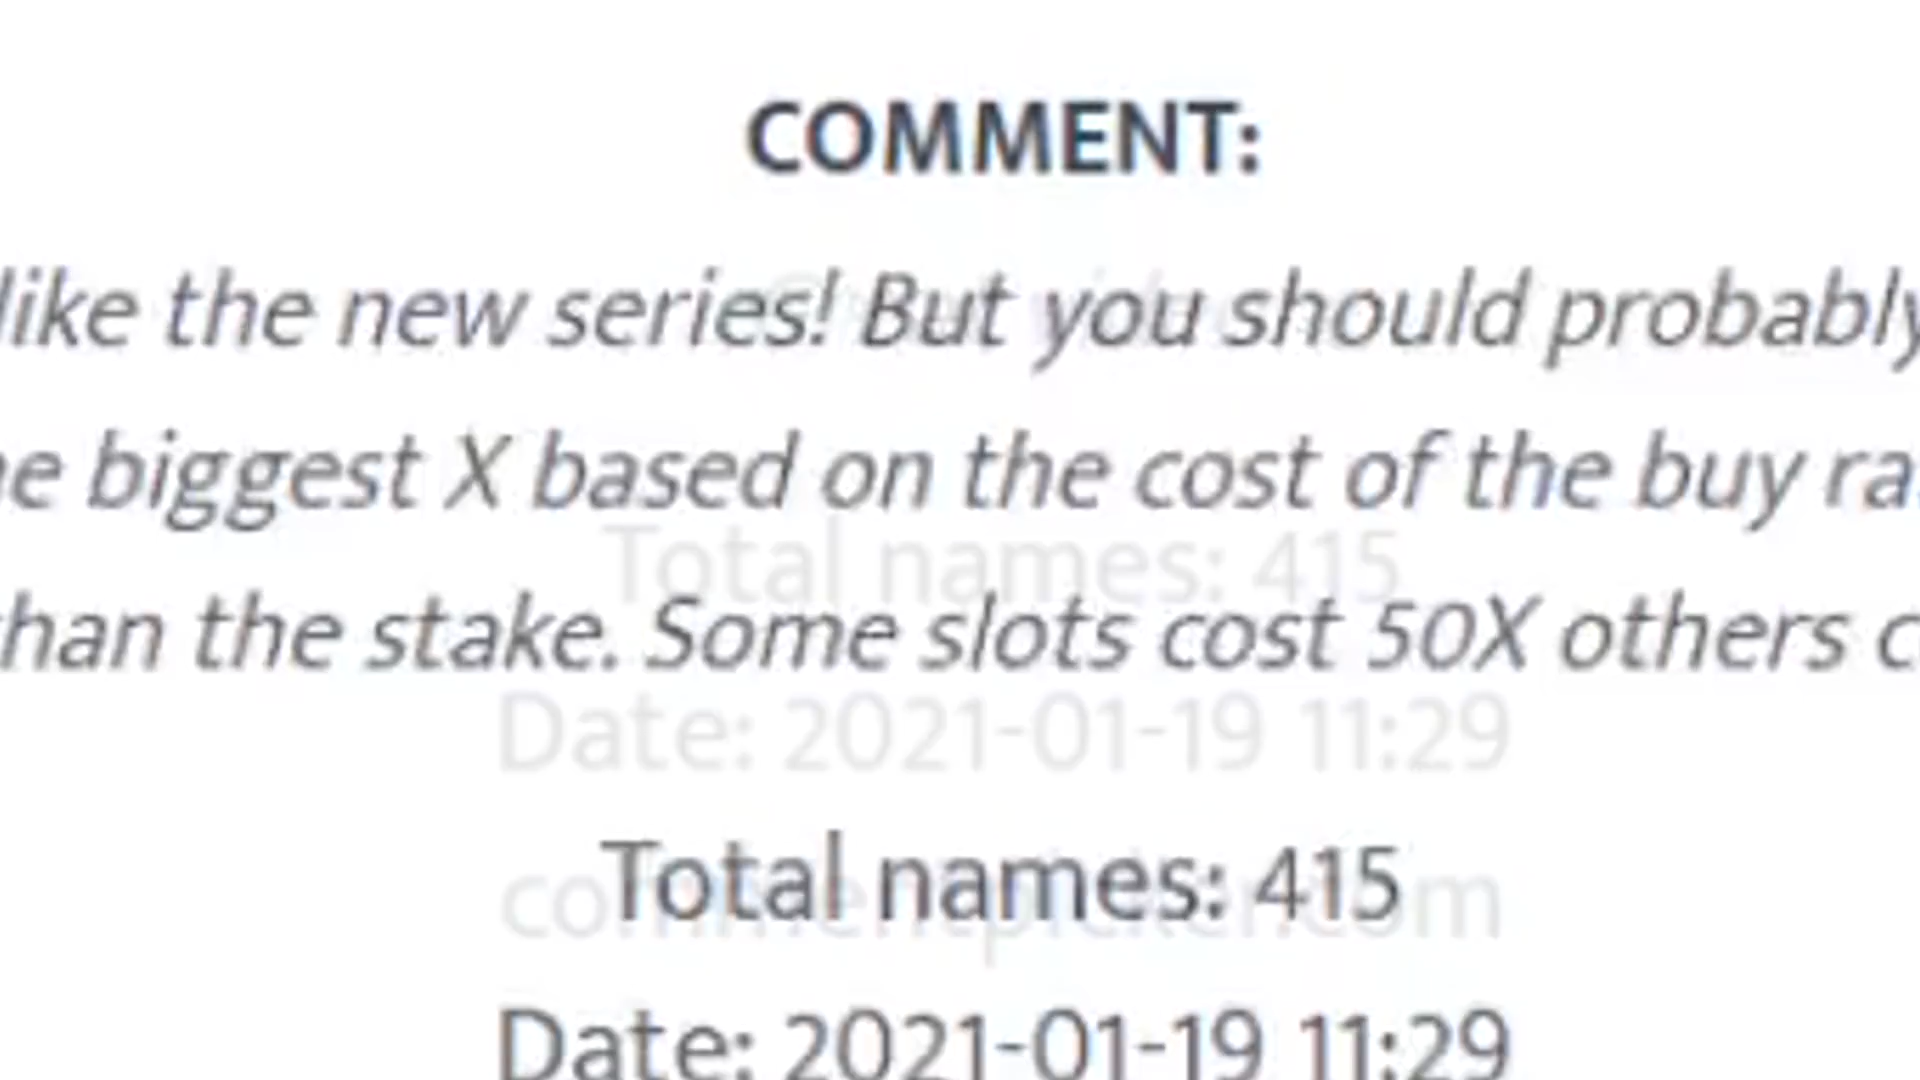 COMMENT:
like the new series! But you should probably
biggest X based on the cost of the buy
than the stake. Some slots cost 50X others
Total names: 415
Date: 2021-01-19 11:29
Total names: 415
commentpicker.com
Date: 2021-01-19 11:29